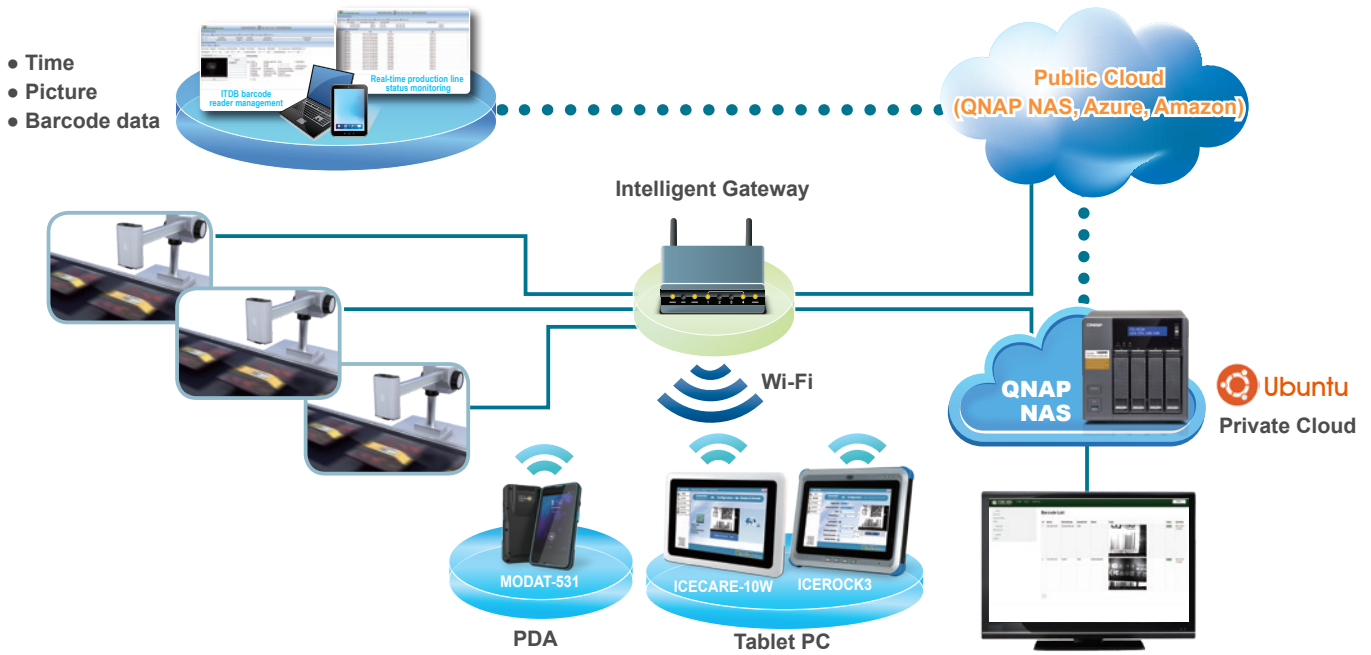 ● Time
● Picture
● Barcode data
ITDB barcode
reader management
Real-time production line
status monitoring
Public Cloud
(QNAP NAS, Azure, Amazon)
Intelligent Gateway
Wi-Fi
QNAP
NAS
QNAP
Ubuntu
Private Cloud
MODAT-531
ICECARE-10W
ICEROCK3
PDA
Tablet PC
Barcode List